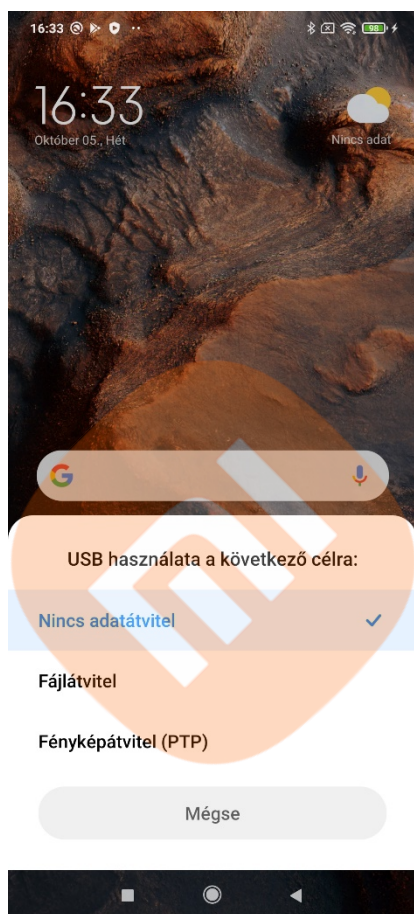 16:33
98
16:33
Október 05., Hét
Nincs adat
USB használata a következő célra:
Nincs adatátvitel
Fájlátvitel
Fényképátvitel (PTP)
Mégse